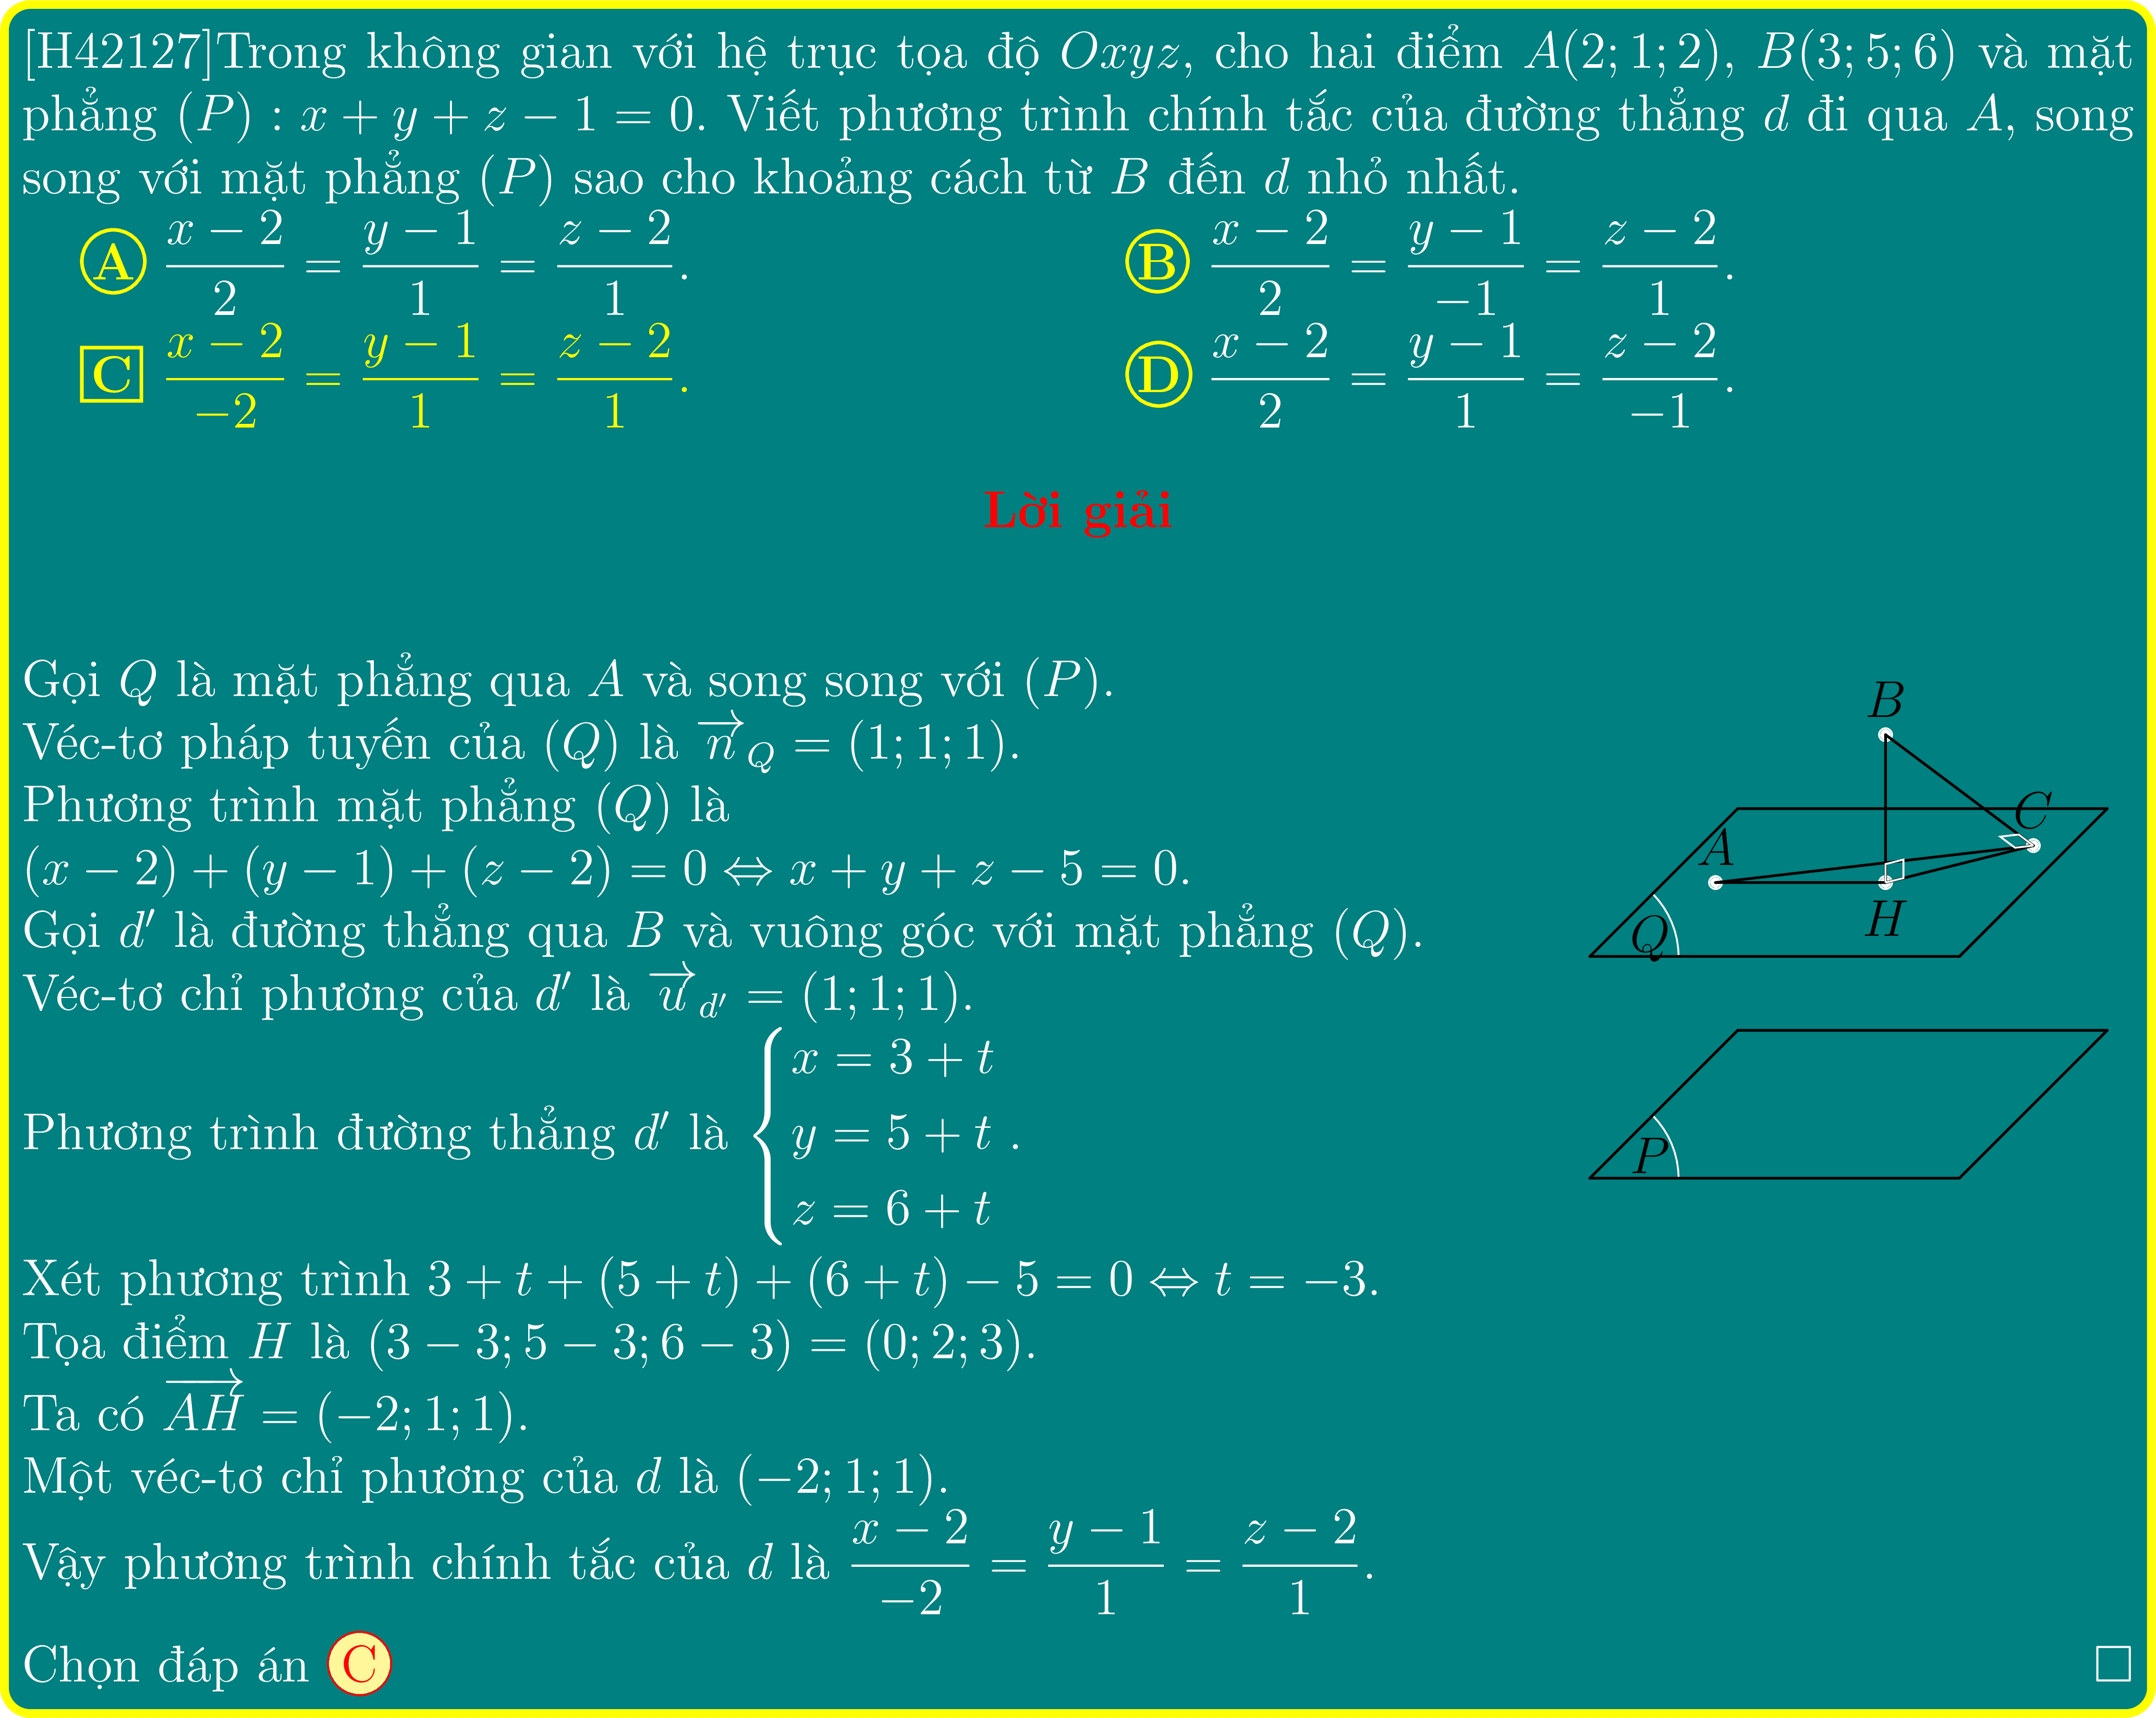 [H42127]Trong không gian với hệ trục tọa độ Oxyz, cho hai điểm A(2; 1; 2), B(3; 5; 6) và mặt
phẳng (P) : x + y + z − 1 = 0. Viết phương trình chính tắc của đường thẳng d đi qua A, song
song với mặt phẳng (P) sao cho khoảng cách từ B đến d nhỏ nhất.
A $\frac{x-2}{2} = \frac{y-1}{1} = \frac{z-2}{1}$.
B $\frac{x-2}{2} = \frac{y-1}{-1} = \frac{z-2}{1}$.
C $\frac{x-2}{-2} = \frac{y-1}{1} = \frac{z-2}{1}$.
D $\frac{x-2}{2} = \frac{y-1}{1} = \frac{z-2}{-1}$.
Lời giải
Gọi Q là mặt phẳng qua A và song song với (P).
Véc-tơ pháp tuyến của (Q) là $\overrightarrow{n}_Q$ = (1; 1; 1).
Phương trình mặt phẳng (Q) là
(x − 2) + (y − 1) + (z − 2) = 0 ⇔ x + y + z − 5 = 0.
Gọi d′ là đường thẳng qua B và vuông góc với mặt phẳng (Q).
Véc-tơ chỉ phương của d′ là $\overrightarrow{u}_{d'}$ = (1; 1; 1).
Phương trình đường thẳng d′ là $\begin{cases} x = 3 + t \\ y = 5 + t \\ z = 6 + t \end{cases}$.
Xét phương trình 3 + t + (5 + t) + (6 + t) − 5 = 0 ⇔ t = −3.
Tọa điểm H là (3 − 3; 5 − 3; 6 − 3) = (0; 2; 3).
Ta có $\overrightarrow{AH}$ = (−2; 1; 1).
Một véc-tơ chỉ phương của d là (−2; 1; 1).
Vậy phương trình chính tắc của d là $\frac{x-2}{-2} = \frac{y-1}{1} = \frac{z-2}{1}$.
Chọn đáp án C □
B
C
A
H
Q
P